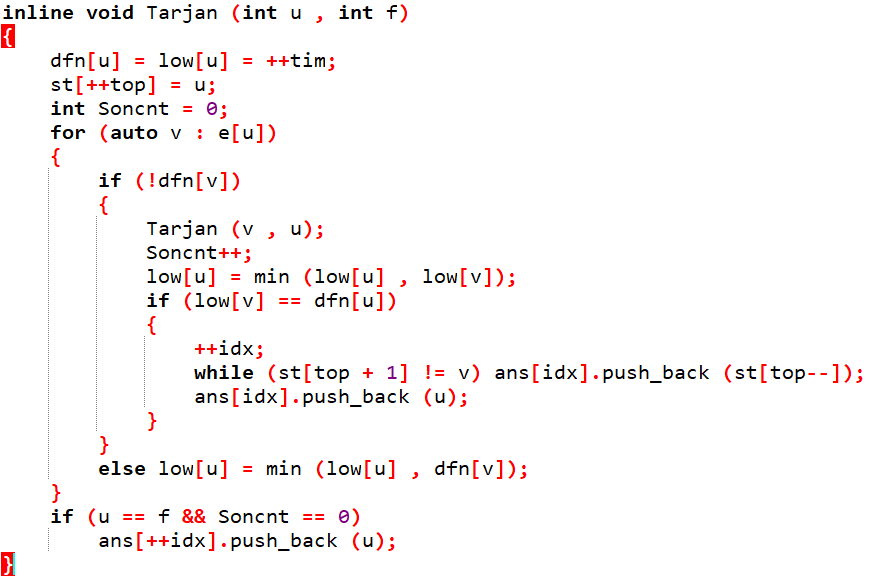 inline void Tarjan (int u , int f)
{
    dfn[u] = low[u] = ++tim;
    st[++top] = u;
    int Soncnt = 0;
    for (auto v : e[u])
    {
        if (!dfn[v])
        {
            Tarjan (v , u);
            Soncnt++;
            low[u] = min (low[u] , low[v]);
            if (low[v] == dfn[u])
            {
                ++idx;
                while (st[top + 1] != v) ans[idx].push_back (st[top--]);
                ans[idx].push_back (u);
            }
        }
        else low[u] = min (low[u] , dfn[v]);
    }
    if (u == f && Soncnt == 0)
        ans[++idx].push_back (u);
}